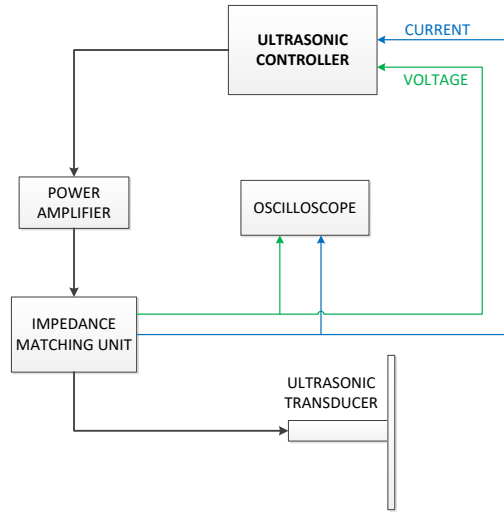 ULTRASONIC
CONTROLLER
CURRENT
VOLTAGE
POWER
AMPLIFIER
OSCILLOSCOPE
IMPEDANCE
MATCHING UNIT
ULTRASONIC
TRANSDUCER